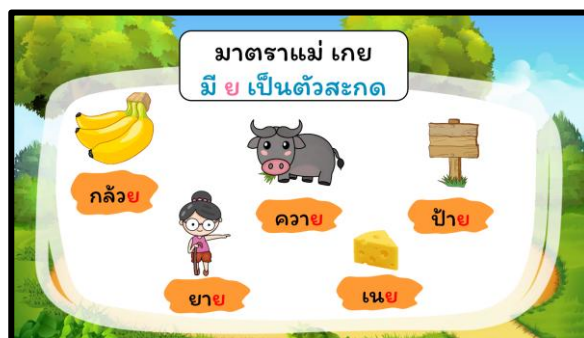 มาตราแม่ เกย
มี ย เป็นตัวสะกด
กล้วย
ควาย
ป้าย
ยาย
เนย